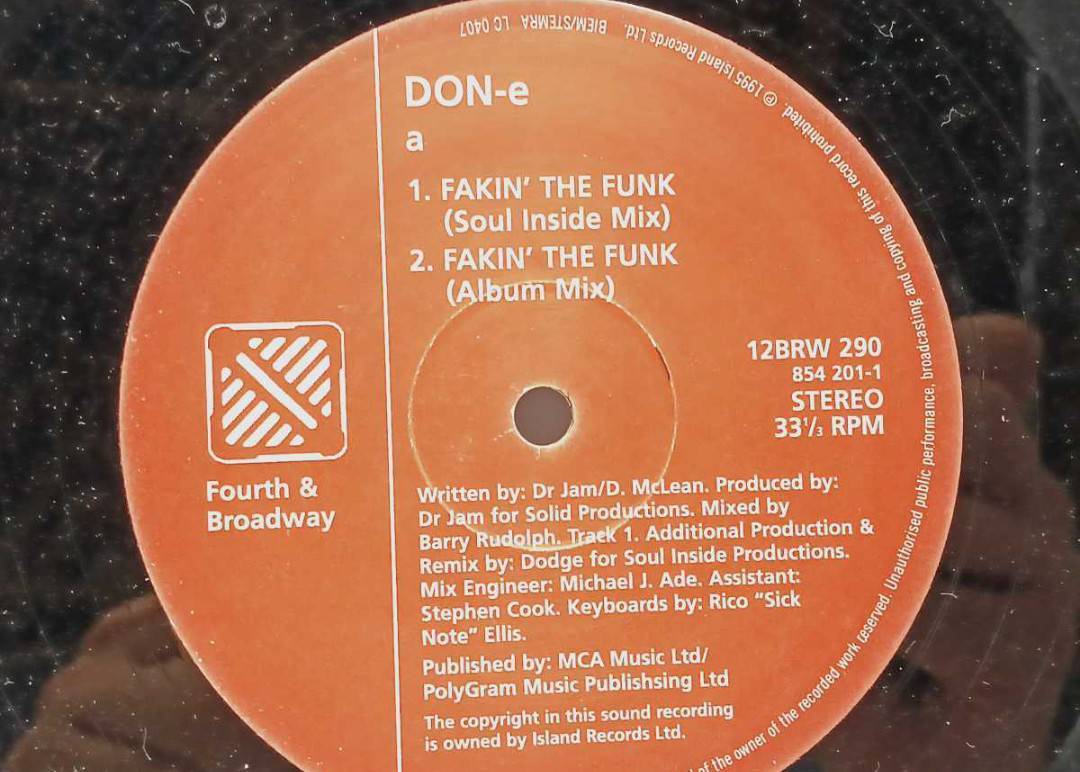 DON-e
a
1. FAKIN' THE FUNK
(Soul Inside Mix)
2. FAKIN' THE FUNK
(Album Mix)
12BRW 290
854 201-1
STEREO
33⅓ RPM
Fourth &
Broadway
Written by: Dr Jam/D. McLean. Produced by:
Dr Jam for Solid Productions. Mixed by
Barry Rudolph. Track 1. Additional Production &
Remix by: Dodge for Soul Inside Productions.
Mix Engineer: Michael J. Ade. Assistant:
Stephen Cook. Keyboards by: Rico "Sick
Note" Ellis.
Published by: MCA Music Ltd/
PolyGram Music Publishsing Ltd
The copyright in this sound recording
is owned by Island Records Ltd.
of the owner of the recorded work reserved. Unauthorised public performance, broadcasting and copying of this record prohibited. ℗ 1995 Island Records Ltd. BIEM/STEMRA LC 0407